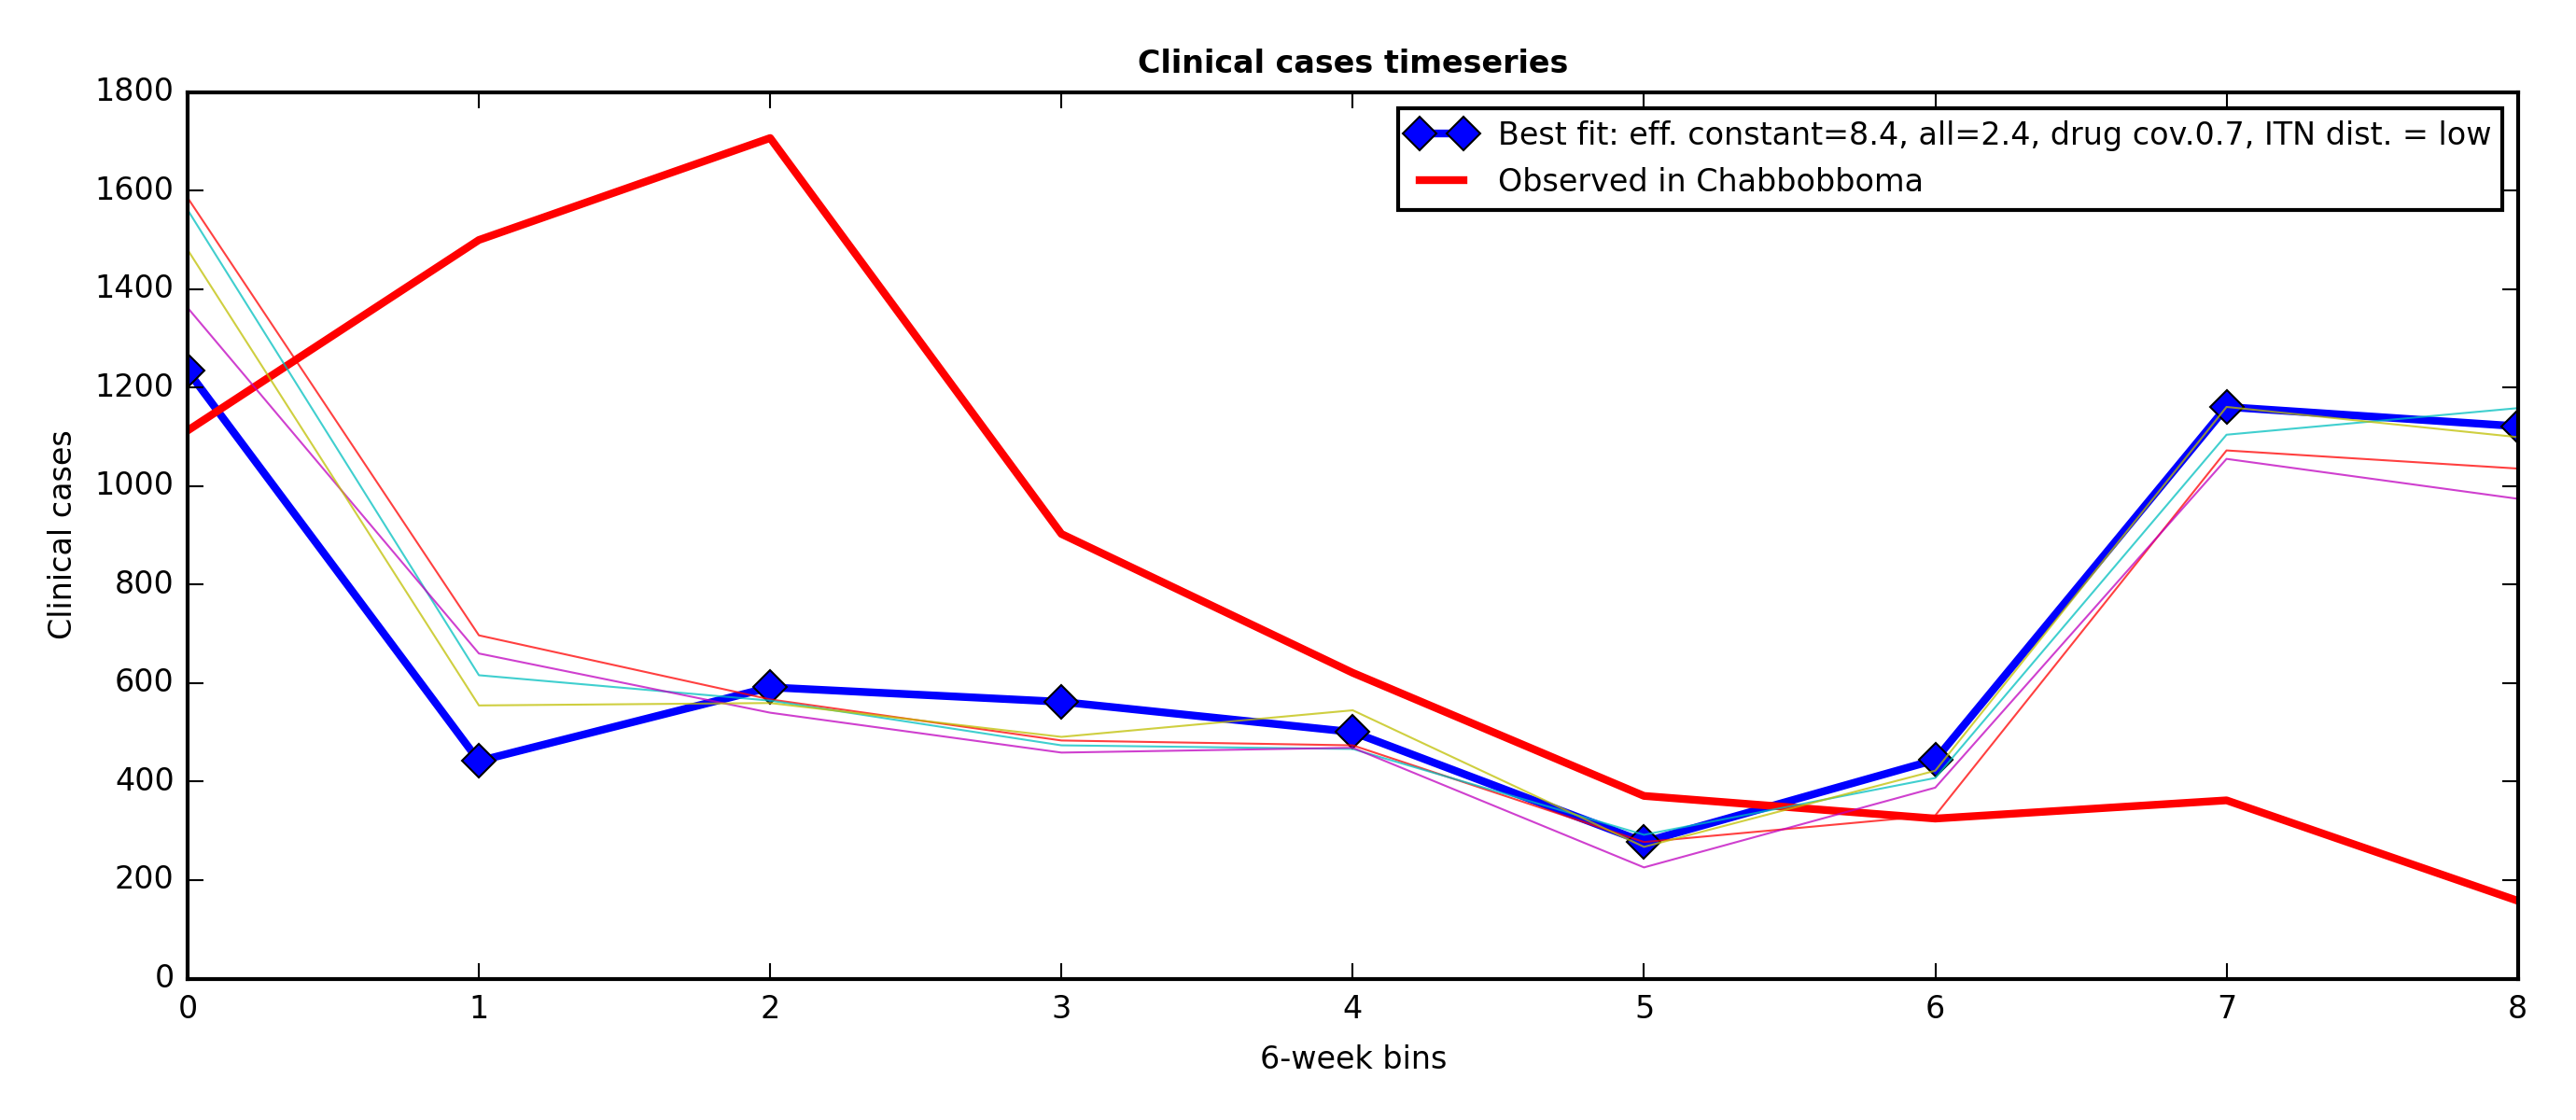 Clinical cases timeseries
Best fit: eff. constant=8.4, all=2.4, drug cov.0.7, ITN dist. = low
Observed in Chabbobboma
Clinical cases
1800
1600
1400
1200
1000
800
600
400
200
0
0 1 2 3 4 5 6 7 8
6-week bins